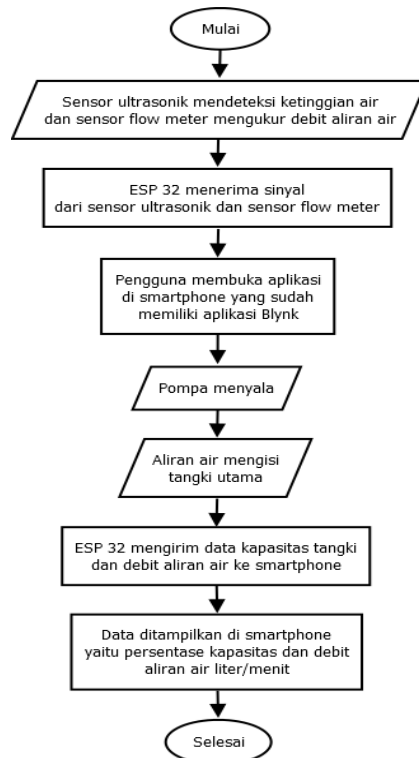 Mulai
Sensor ultrasonik mendeteksi ketinggian air
dan sensor flow meter mengukur debit aliran air
ESP 32 menerima sinyal
dari sensor ultrasonik dan sensor flow meter
Pengguna membuka aplikasi
di smartphone yang sudah
memiliki aplikasi Blynk
Pompa menyala
Aliran air mengisi
tangki utama
ESP 32 mengirim data kapasitas tangki
dan debit aliran air ke smartphone
Data ditampilkan di smartphone
yaitu persentase kapasitas dan debit
aliran air liter/menit
Selesai